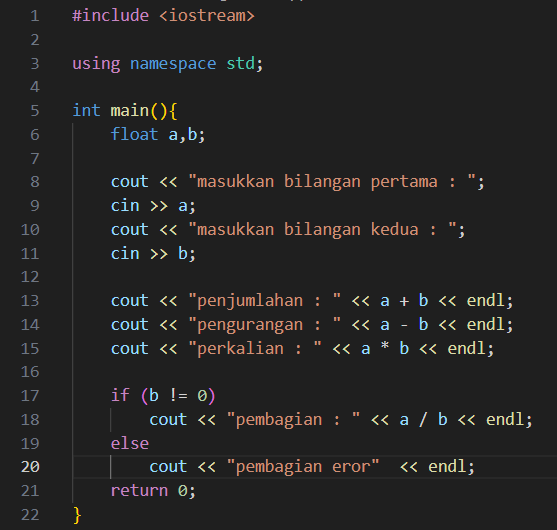 1 #include <iostream>
2
3 using namespace std;
4
5 int main(){
6     float a,b;
7
8     cout << "masukkan bilangan pertama : ";
9     cin >> a;
10     cout << "masukkan bilangan kedua : ";
11     cin >> b;
12
13     cout << "penjumlahan : " << a + b << endl;
14     cout << "pengurangan : " << a - b << endl;
15     cout << "perkalian : " << a * b << endl;
16
17     if (b != 0)
18         cout << "pembagian : " << a / b << endl;
19     else
20         cout << "pembagian eror"  << endl;
21     return 0;
22 }